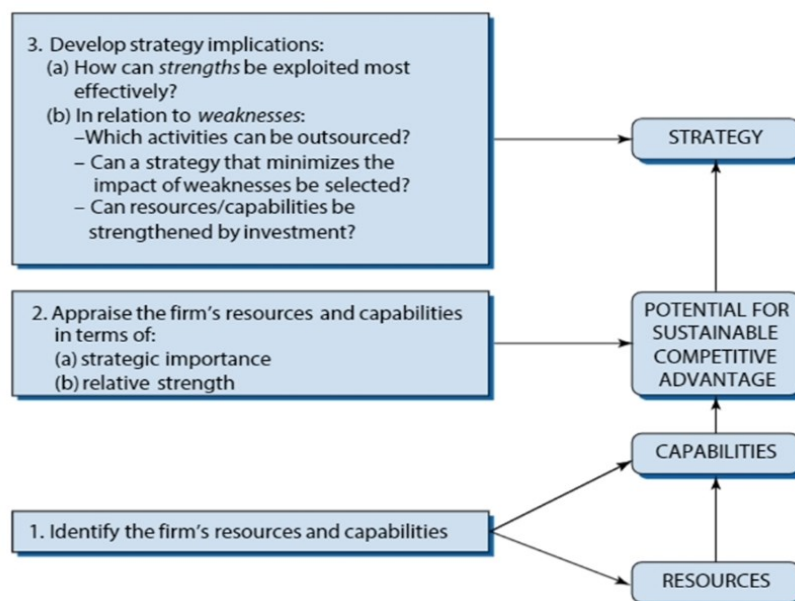 3. Develop strategy implications:
(a) How can strengths be exploited most
effectively?
(b) In relation to weaknesses:
–Which activities can be outsourced?
– Can a strategy that minimizes the
impact of weaknesses be selected?
– Can resources/capabilities be
strengthened by investment?
STRATEGY
2. Appraise the firm's resources and capabilities
in terms of:
(a) strategic importance
(b) relative strength
POTENTIAL FOR
SUSTAINABLE
COMPETITIVE
ADVANTAGE
CAPABILITIES
1. Identify the firm's resources and capabilities
RESOURCES